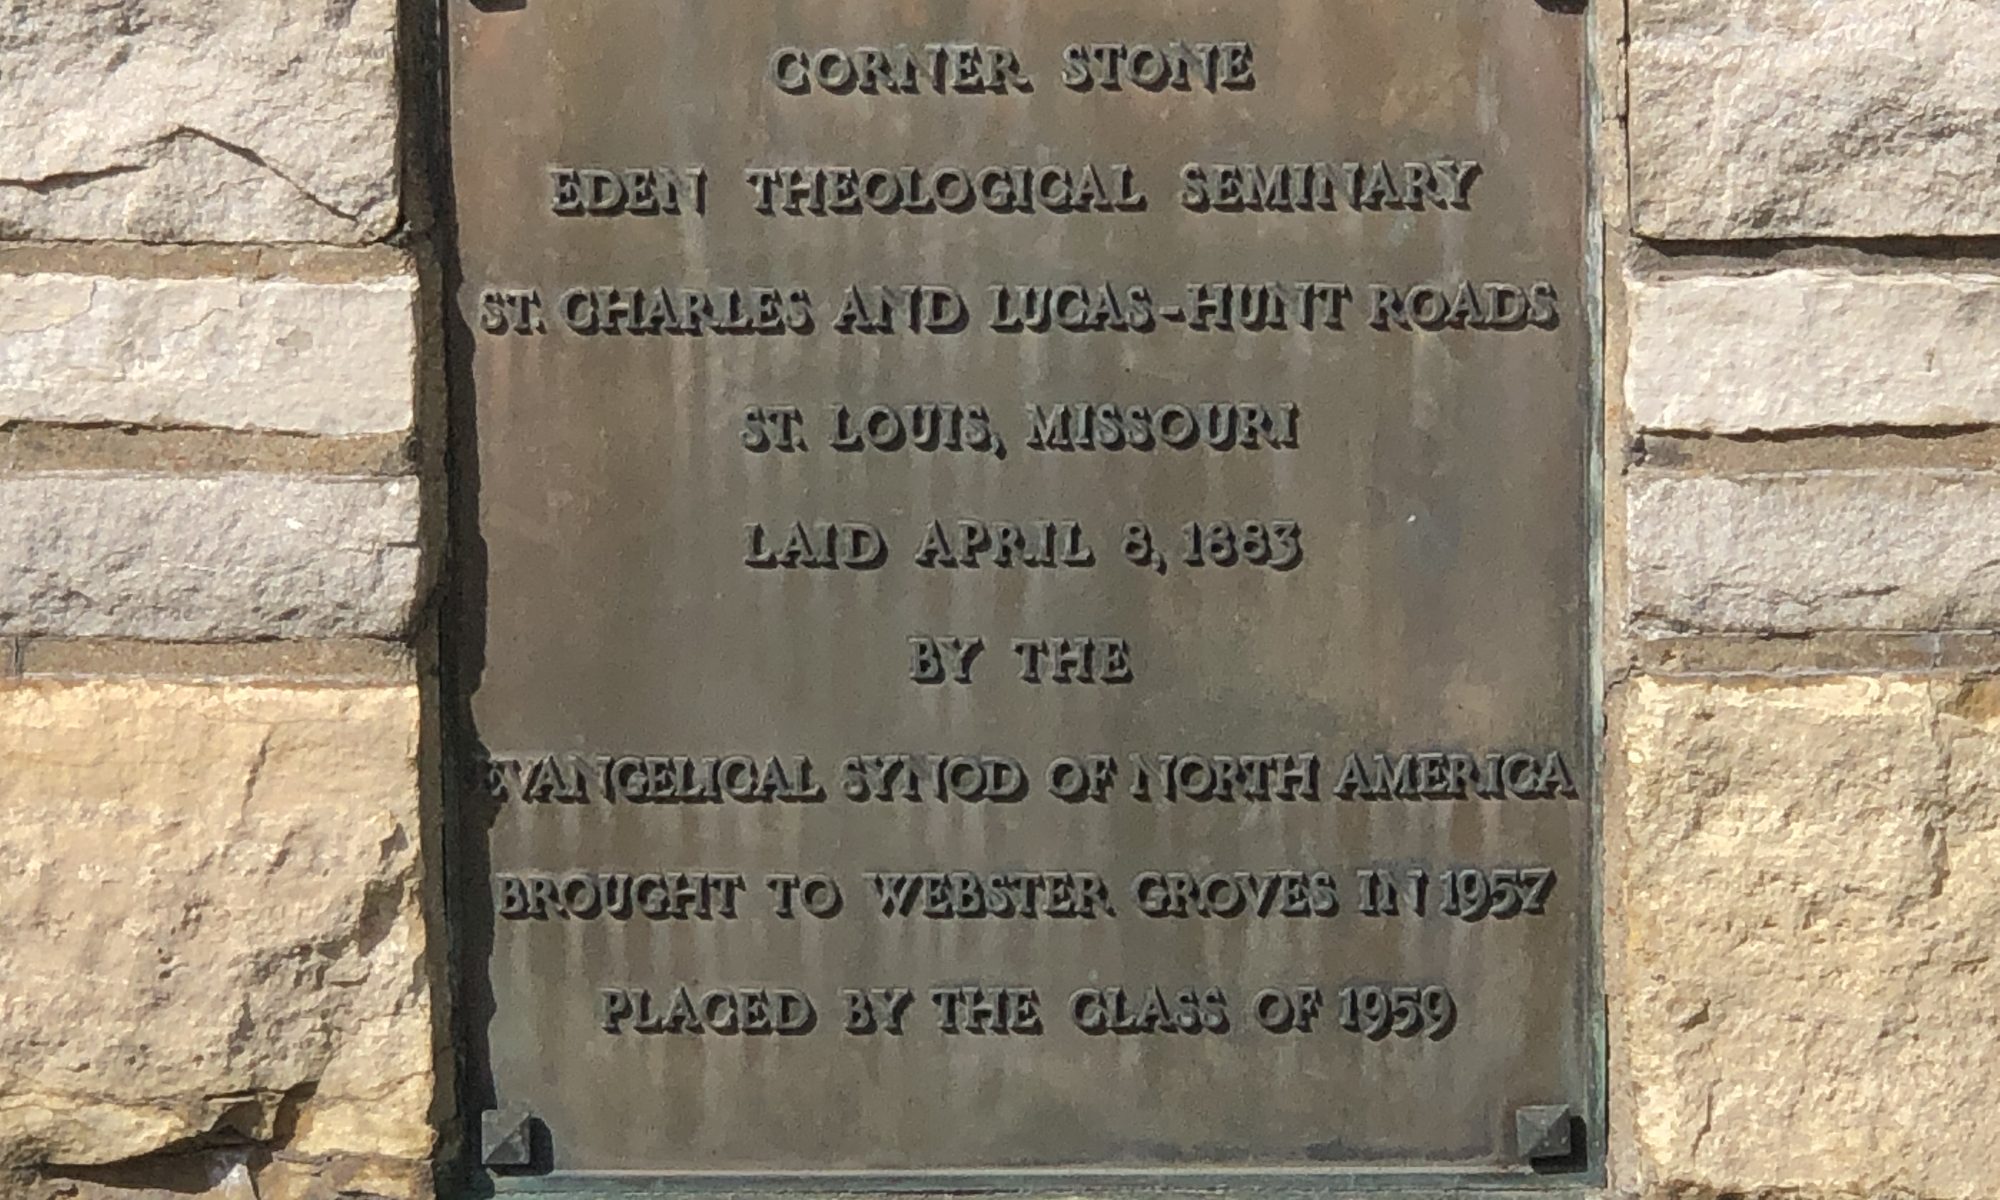 CORNER STONE
EDEN THEOLOGICAL SEMINARY
ST. CHARLES AND LUCAS-HUNT ROADS
ST. LOUIS, MISSOURI
LAID APRIL 8, 1883
BY THE
EVANGELICAL SYNOD OF NORTH AMERICA
BROUGHT TO WEBSTER GROVES IN 1957
PLACED BY THE CLASS OF 1959